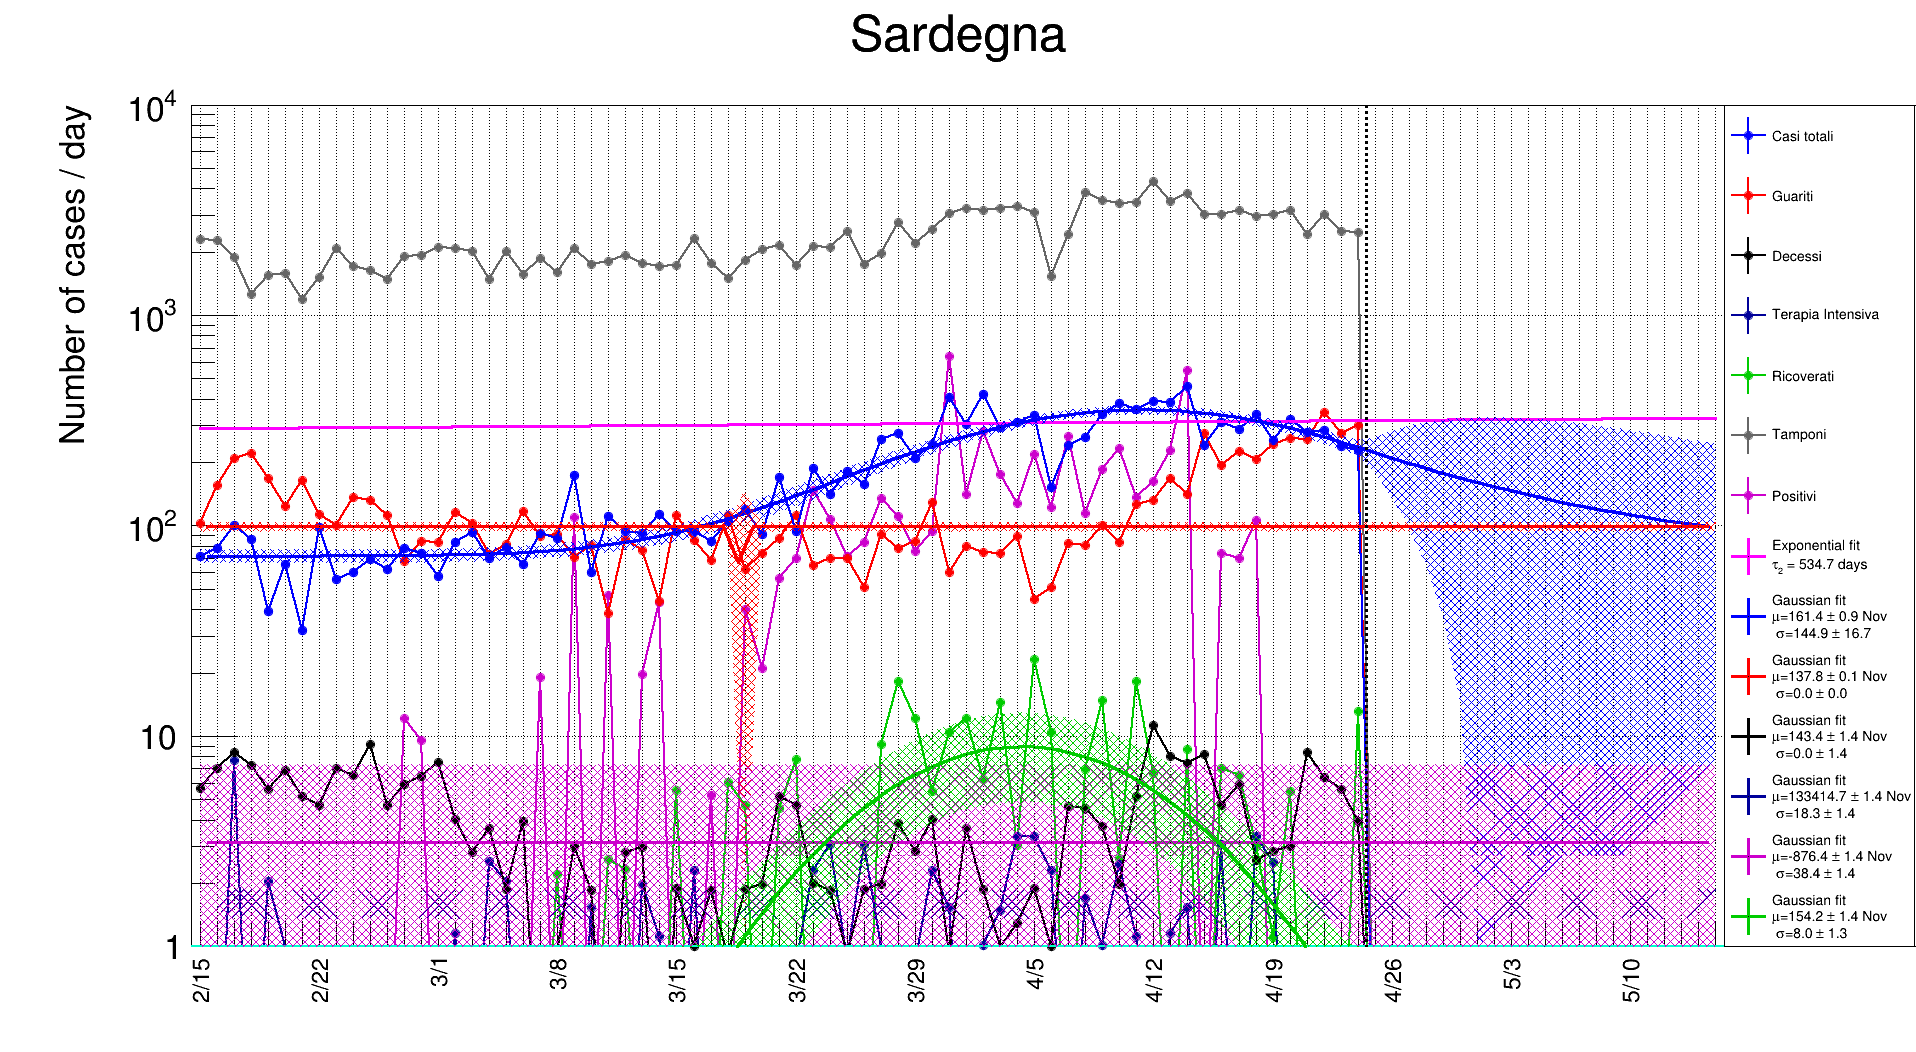 Sardegna
Number of cases / day
10^4
10^3
10^2
10
1
2/15
2/22
3/1
3/8
3/15
3/22
3/29
4/5
4/12
4/19
4/26
5/3
5/10
Casi totali
Guariti
Decessi
Terapia Intensiva
Ricoverati
Tamponi
Positivi
Exponential fit
τ_2 = 534.7 days
Gaussian fit
μ=161.4 ± 0.9 Nov
σ=144.9 ± 16.7
Gaussian fit
μ=137.8 ± 0.1 Nov
σ=0.0 ± 0.0
Gaussian fit
μ=143.4 ± 1.4 Nov
σ=0.0 ± 1.4
Gaussian fit
μ=133414.7 ± 1.4 Nov
σ=18.3 ± 1.4
Gaussian fit
μ=-876.4 ± 1.4 Nov
σ=38.4 ± 1.4
Gaussian fit
μ=154.2 ± 1.4 Nov
σ=8.0 ± 1.3